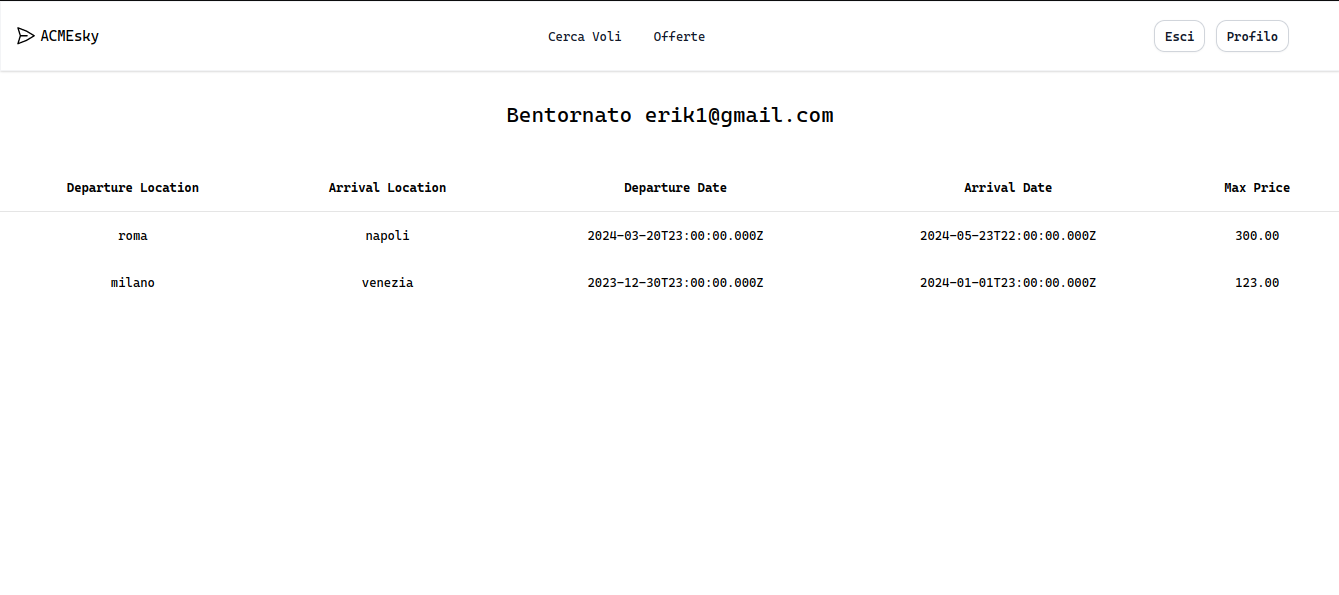 ACMEsky Cerca Voli Offerte Esci Profilo
Bentornato erik1@gmail.com
Departure Location Arrival Location Departure Date Arrival Date Max Price
roma napoli 2024-03-20T23:00:00.000Z 2024-05-23T22:00:00.000Z 300.00
milano venezia 2023-12-30T23:00:00.000Z 2024-01-01T23:00:00.000Z 123.00